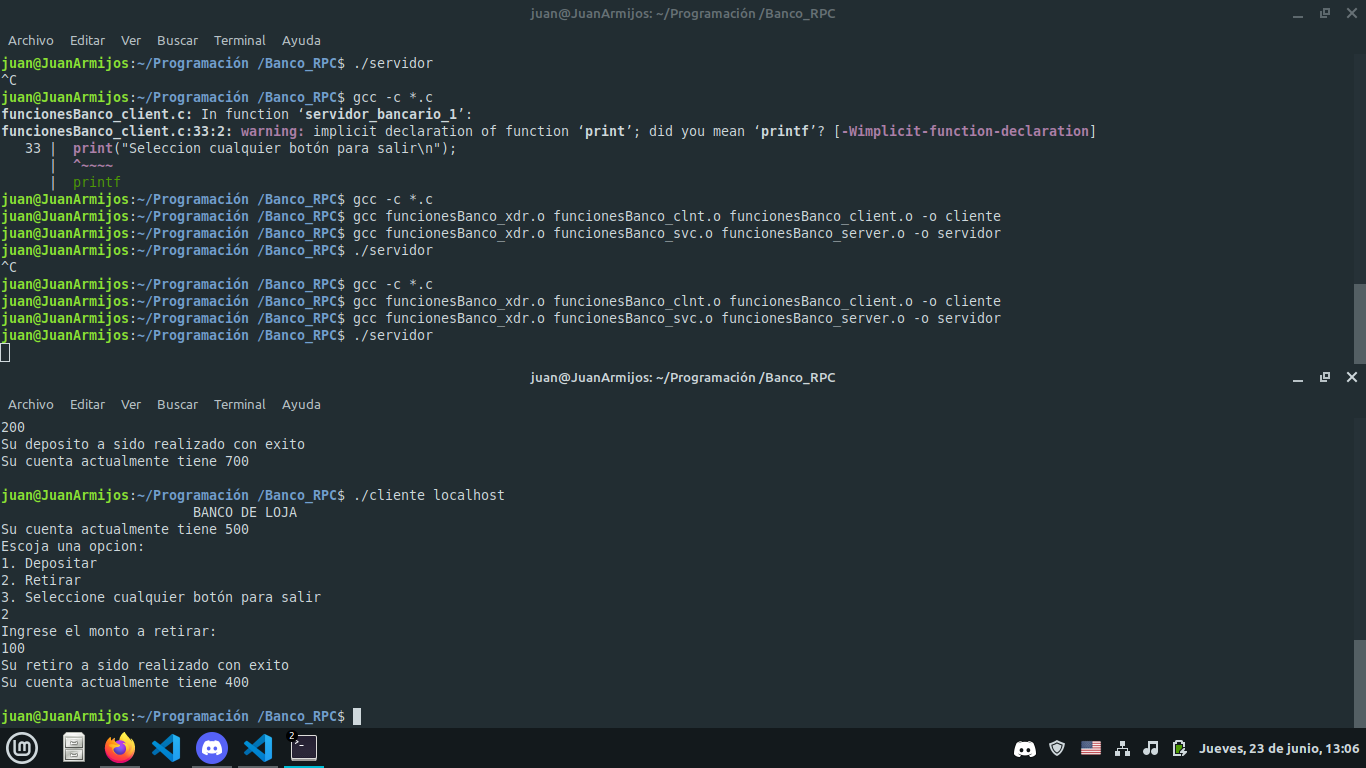 juan@JuanArmijos: ~/Programación /Banco_RPC
Archivo Editar Ver Buscar Terminal Ayuda
juan@JuanArmijos:~/Programación /Banco_RPC$ ./servidor
^C
juan@JuanArmijos:~/Programación /Banco_RPC$ gcc -c *.c
funcionesBanco_client.c: In function ‘servidor_bancario_1’:
funcionesBanco_client.c:33:2: warning: implicit declaration of function ‘print’; did you mean ‘printf’? [-Wimplicit-function-declaration]
33 | print("Seleccion cualquier botón para salir\n");
| ^~~~~
| printf
juan@JuanArmijos:~/Programación /Banco_RPC$ gcc -c *.c
juan@JuanArmijos:~/Programación /Banco_RPC$ gcc funcionesBanco_xdr.o funcionesBanco_clnt.o funcionesBanco_client.o -o cliente
juan@JuanArmijos:~/Programación /Banco_RPC$ gcc funcionesBanco_xdr.o funcionesBanco_svc.o funcionesBanco_server.o -o servidor
juan@JuanArmijos:~/Programación /Banco_RPC$ ./servidor
^C
juan@JuanArmijos:~/Programación /Banco_RPC$ gcc -c *.c
juan@JuanArmijos:~/Programación /Banco_RPC$ gcc funcionesBanco_xdr.o funcionesBanco_clnt.o funcionesBanco_client.o -o cliente
juan@JuanArmijos:~/Programación /Banco_RPC$ gcc funcionesBanco_xdr.o funcionesBanco_svc.o funcionesBanco_server.o -o servidor
juan@JuanArmijos:~/Programación /Banco_RPC$ ./servidor
juan@JuanArmijos: ~/Programación /Banco_RPC
Archivo Editar Ver Buscar Terminal Ayuda
200
Su deposito a sido realizado con exito
Su cuenta actualmente tiene 700
juan@JuanArmijos:~/Programación /Banco_RPC$ ./cliente localhost
BANCO DE LOJA
Su cuenta actualmente tiene 500
Escoja una opcion:
1. Depositar
2. Retirar
3. Seleccione cualquier botón para salir
2
Ingrese el monto a retirar:
100
Su retiro a sido realizado con exito
Su cuenta actualmente tiene 400
juan@JuanArmijos:~/Programación /Banco_RPC$
2
Jueves, 23 de junio, 13:06